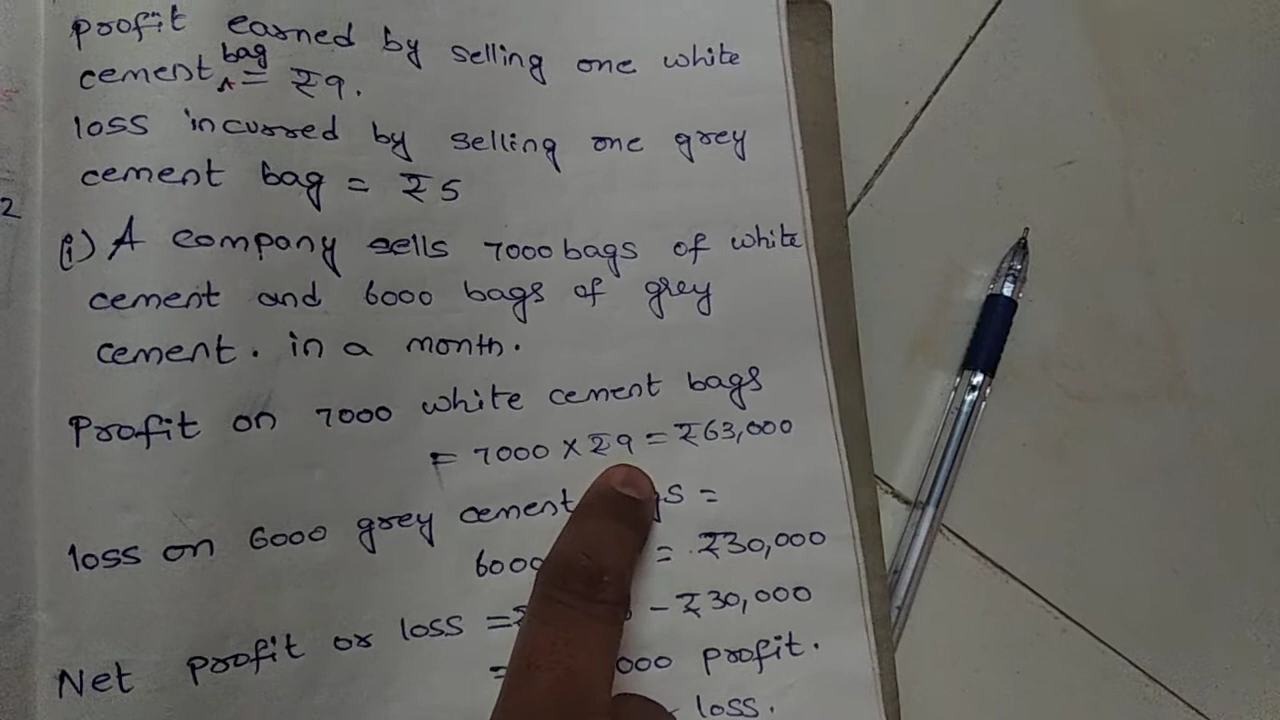 profit earned by selling one white
cement bag = ₹9.
loss incurred by selling one grey
cement bag = ₹5
2
(i) A company sells 7000 bags of white
cement and 6000 bags of grey
cement. in a month.
Profit on 7000 white cement bags
= 7000 × ₹9 = ₹63,000
loss on 6000 grey cement gs =
6000 = ₹30,000
Net profit or loss = - ₹30,000
= 000 profit.
loss.